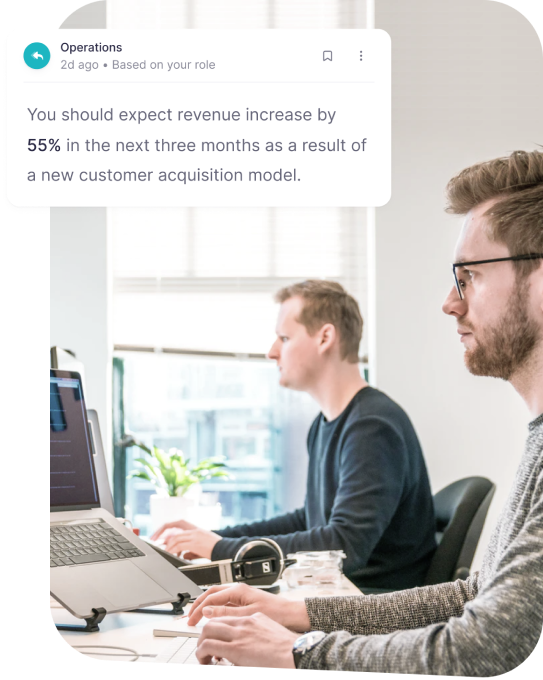 Operations
2d ago • Based on your role
You should expect revenue increase by
55% in the next three months as a result of
a new customer acquisition model.